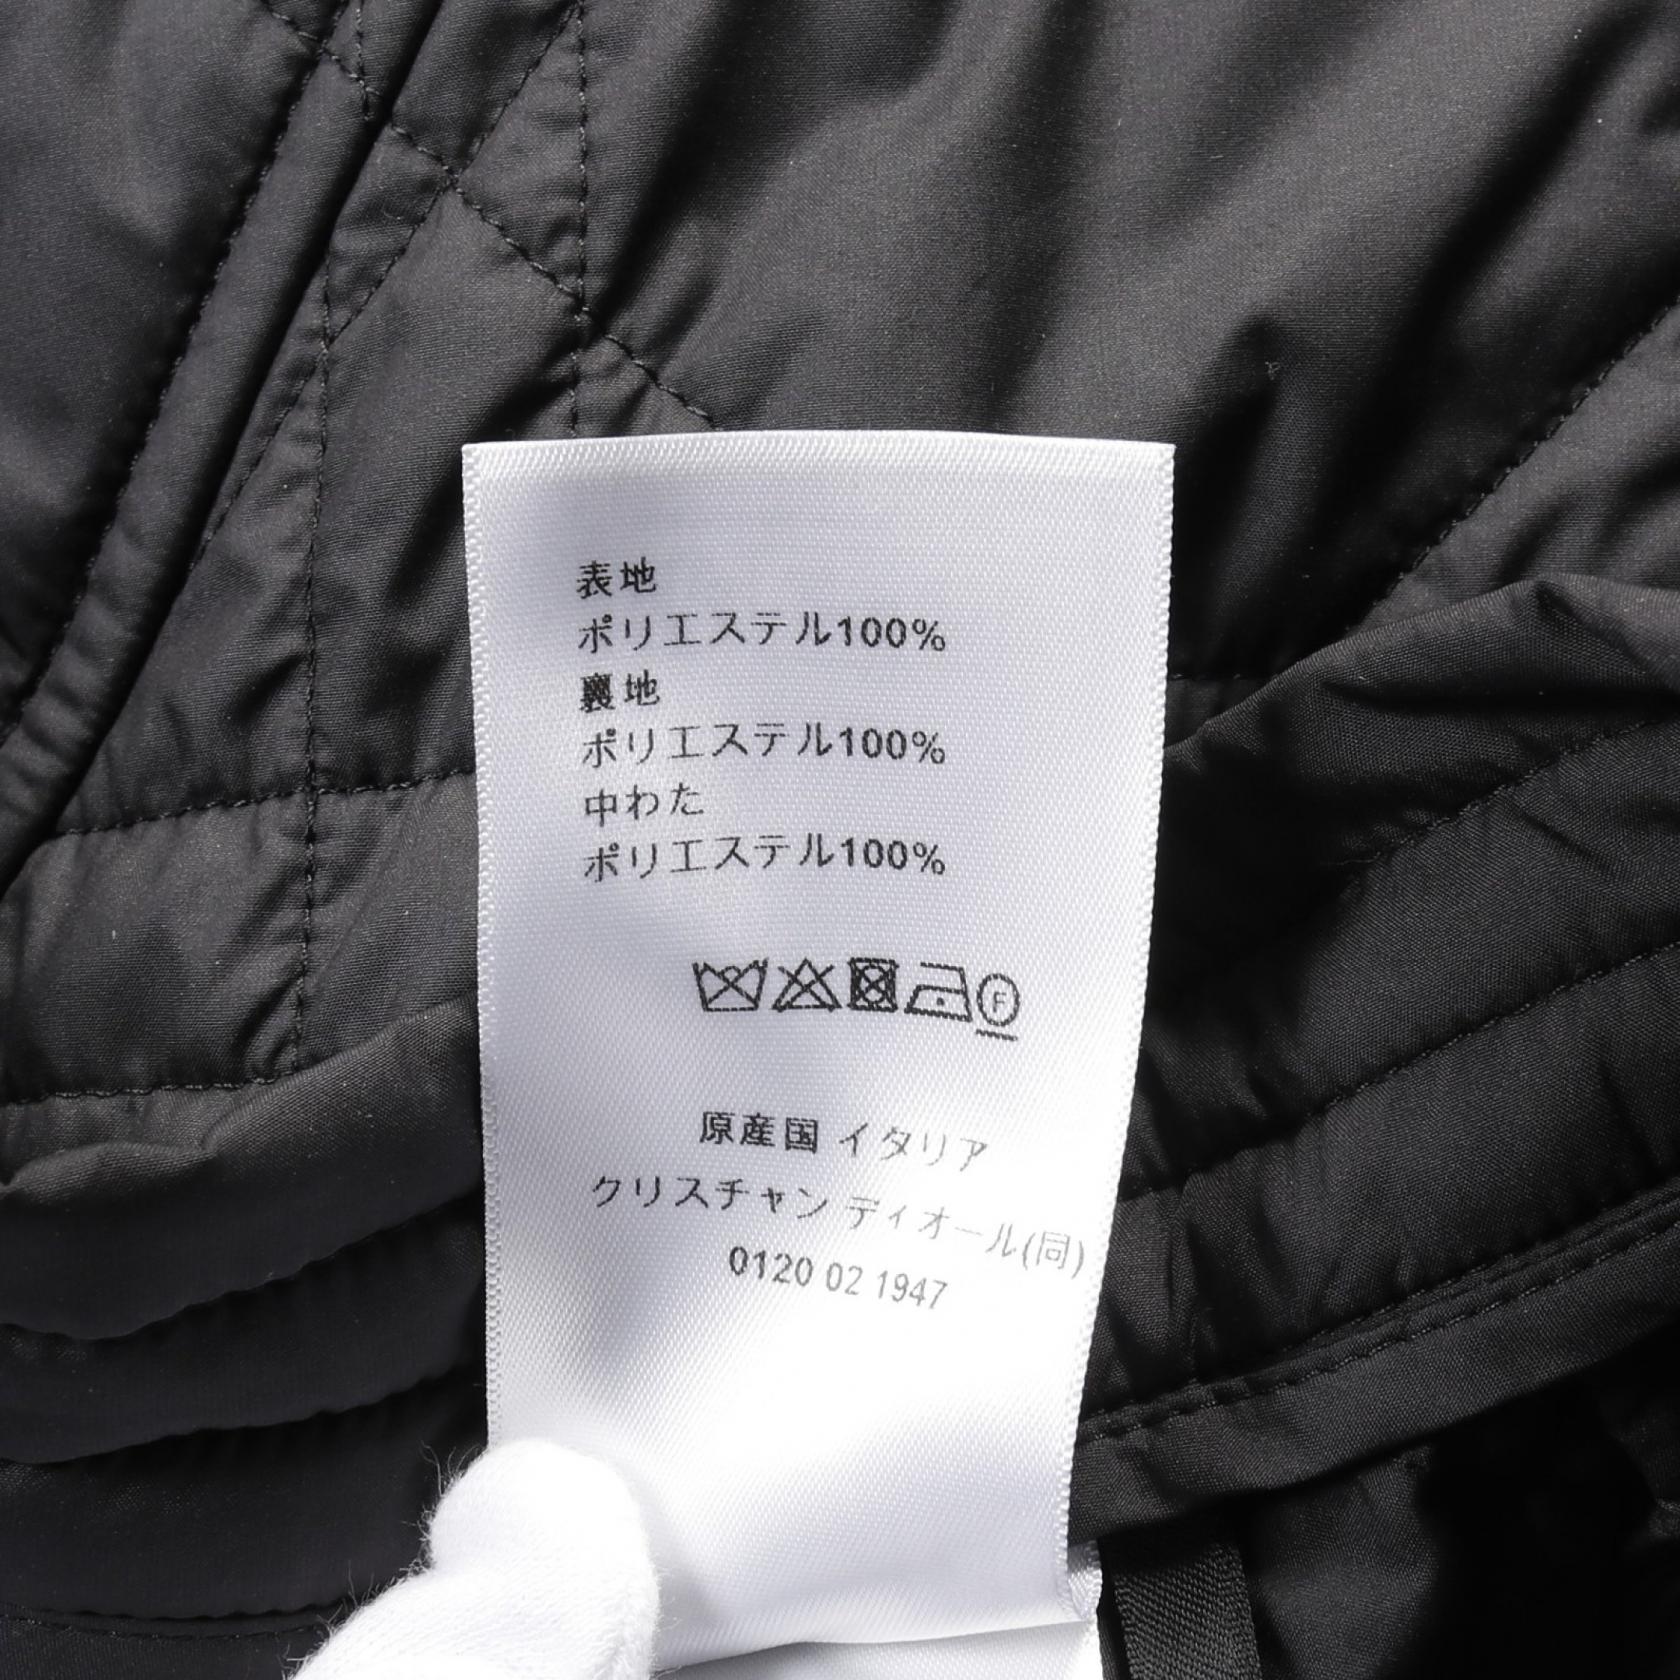 表地
ポリエステル100%
裏地
ポリエステル100%
中わた
ポリエステル100%
F
原産国 イタリア
クリスチャン ディオール(同)
0120 02 1947